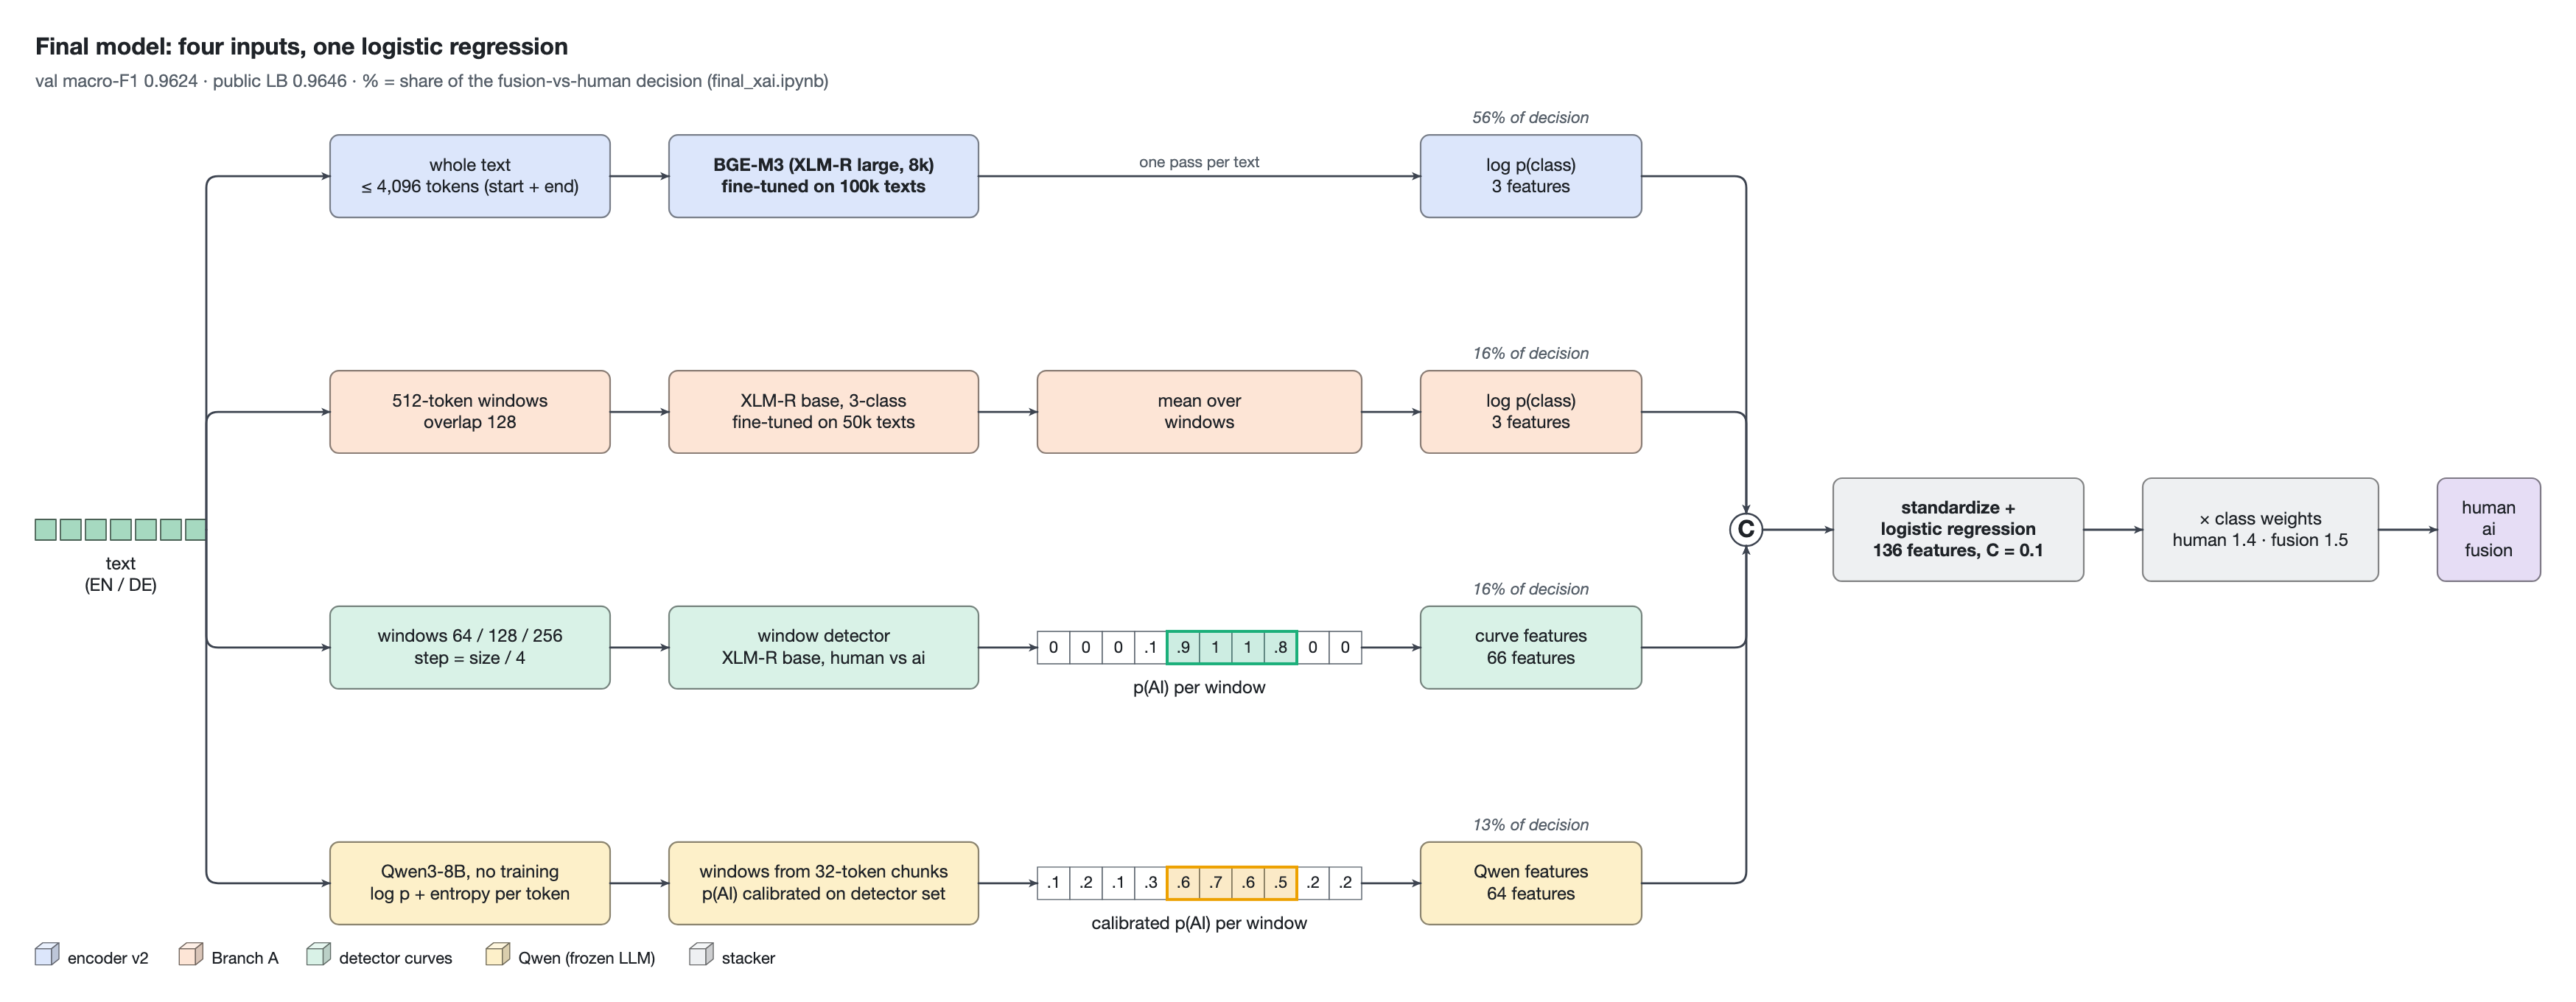 Final model: four inputs, one logistic regression
val macro-F1 0.9624 · public LB 0.9646 · % = share of the fusion-vs-human decision (final_xai.ipynb)
56% of decision
whole text
≤ 4,096 tokens (start + end)
BGE-M3 (XLM-R large, 8k)
fine-tuned on 100k texts
one pass per text
log p(class)
3 features
16% of decision
512-token windows
overlap 128
XLM-R base, 3-class
fine-tuned on 50k texts
mean over
windows
log p(class)
3 features
text
(EN / DE)
C
standardize +
logistic regression
136 features, C = 0.1
× class weights
human 1.4 · fusion 1.5
human
ai
fusion
16% of decision
windows 64 / 128 / 256
step = size / 4
window detector
XLM-R base, human vs ai
0 0 0 .1 .9 1 1 .8 0 0
p(AI) per window
curve features
66 features
13% of decision
Qwen3-8B, no training
log p + entropy per token
windows from 32-token chunks
p(AI) calibrated on detector set
.1 .2 .1 .3 .6 .7 .6 .5 .2 .2
calibrated p(AI) per window
Qwen features
64 features
encoder v2 Branch A detector curves Qwen (frozen LLM) stacker